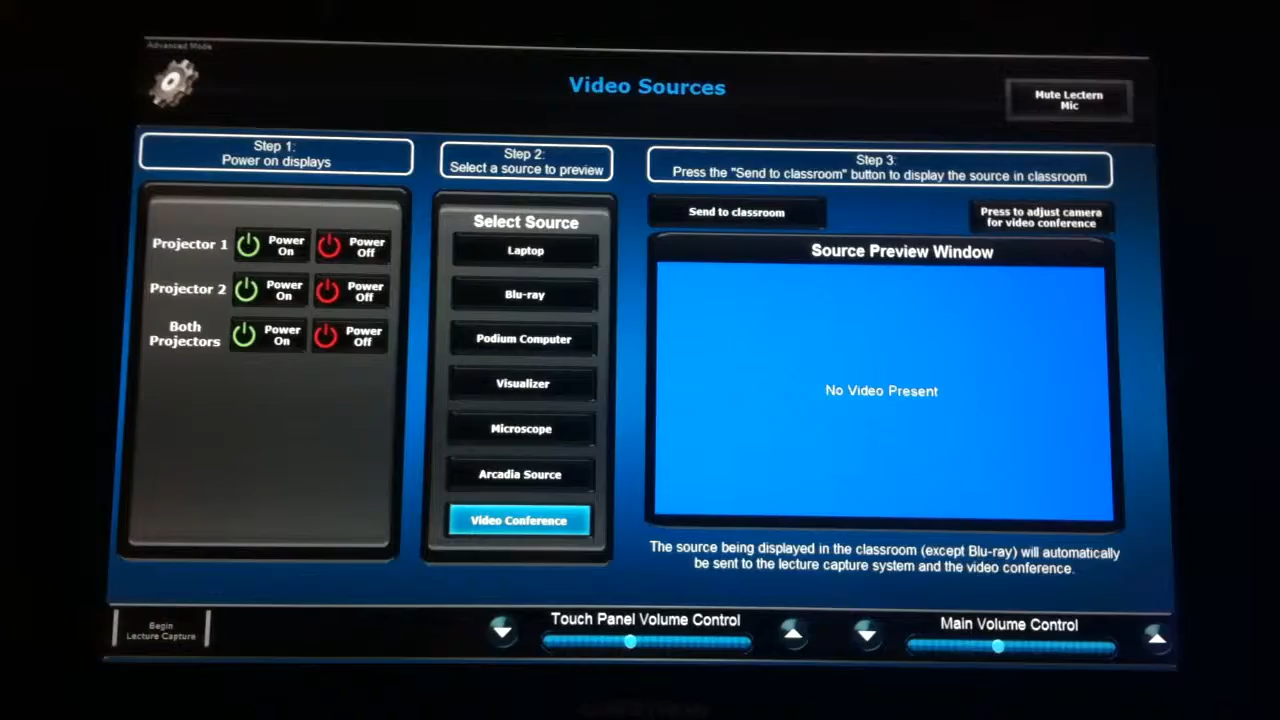 Advanced Mode
Video Sources
Mute Lectern
Mic
Step 1:
Power on displays
Step 2:
Select a source to preview
Step 3:
Press the "Send to classroom" button to display the source in classroom
Projector 1
Power
On
Power
Off
Projector 2
Power
On
Power
Off
Both
Projectors
Power
On
Power
Off
Select Source
Laptop
Blu-ray
Podium Computer
Visualizer
Microscope
Arcadia Source
Video Conference
Send to classroom
Press to adjust camera
for video conference
Source Preview Window
No Video Present
The source being displayed in the classroom (except Blu-ray) will automatically
be sent to the lecture capture system and the video conference.
Begin
Lecture Capture
Touch Panel Volume Control
Main Volume Control